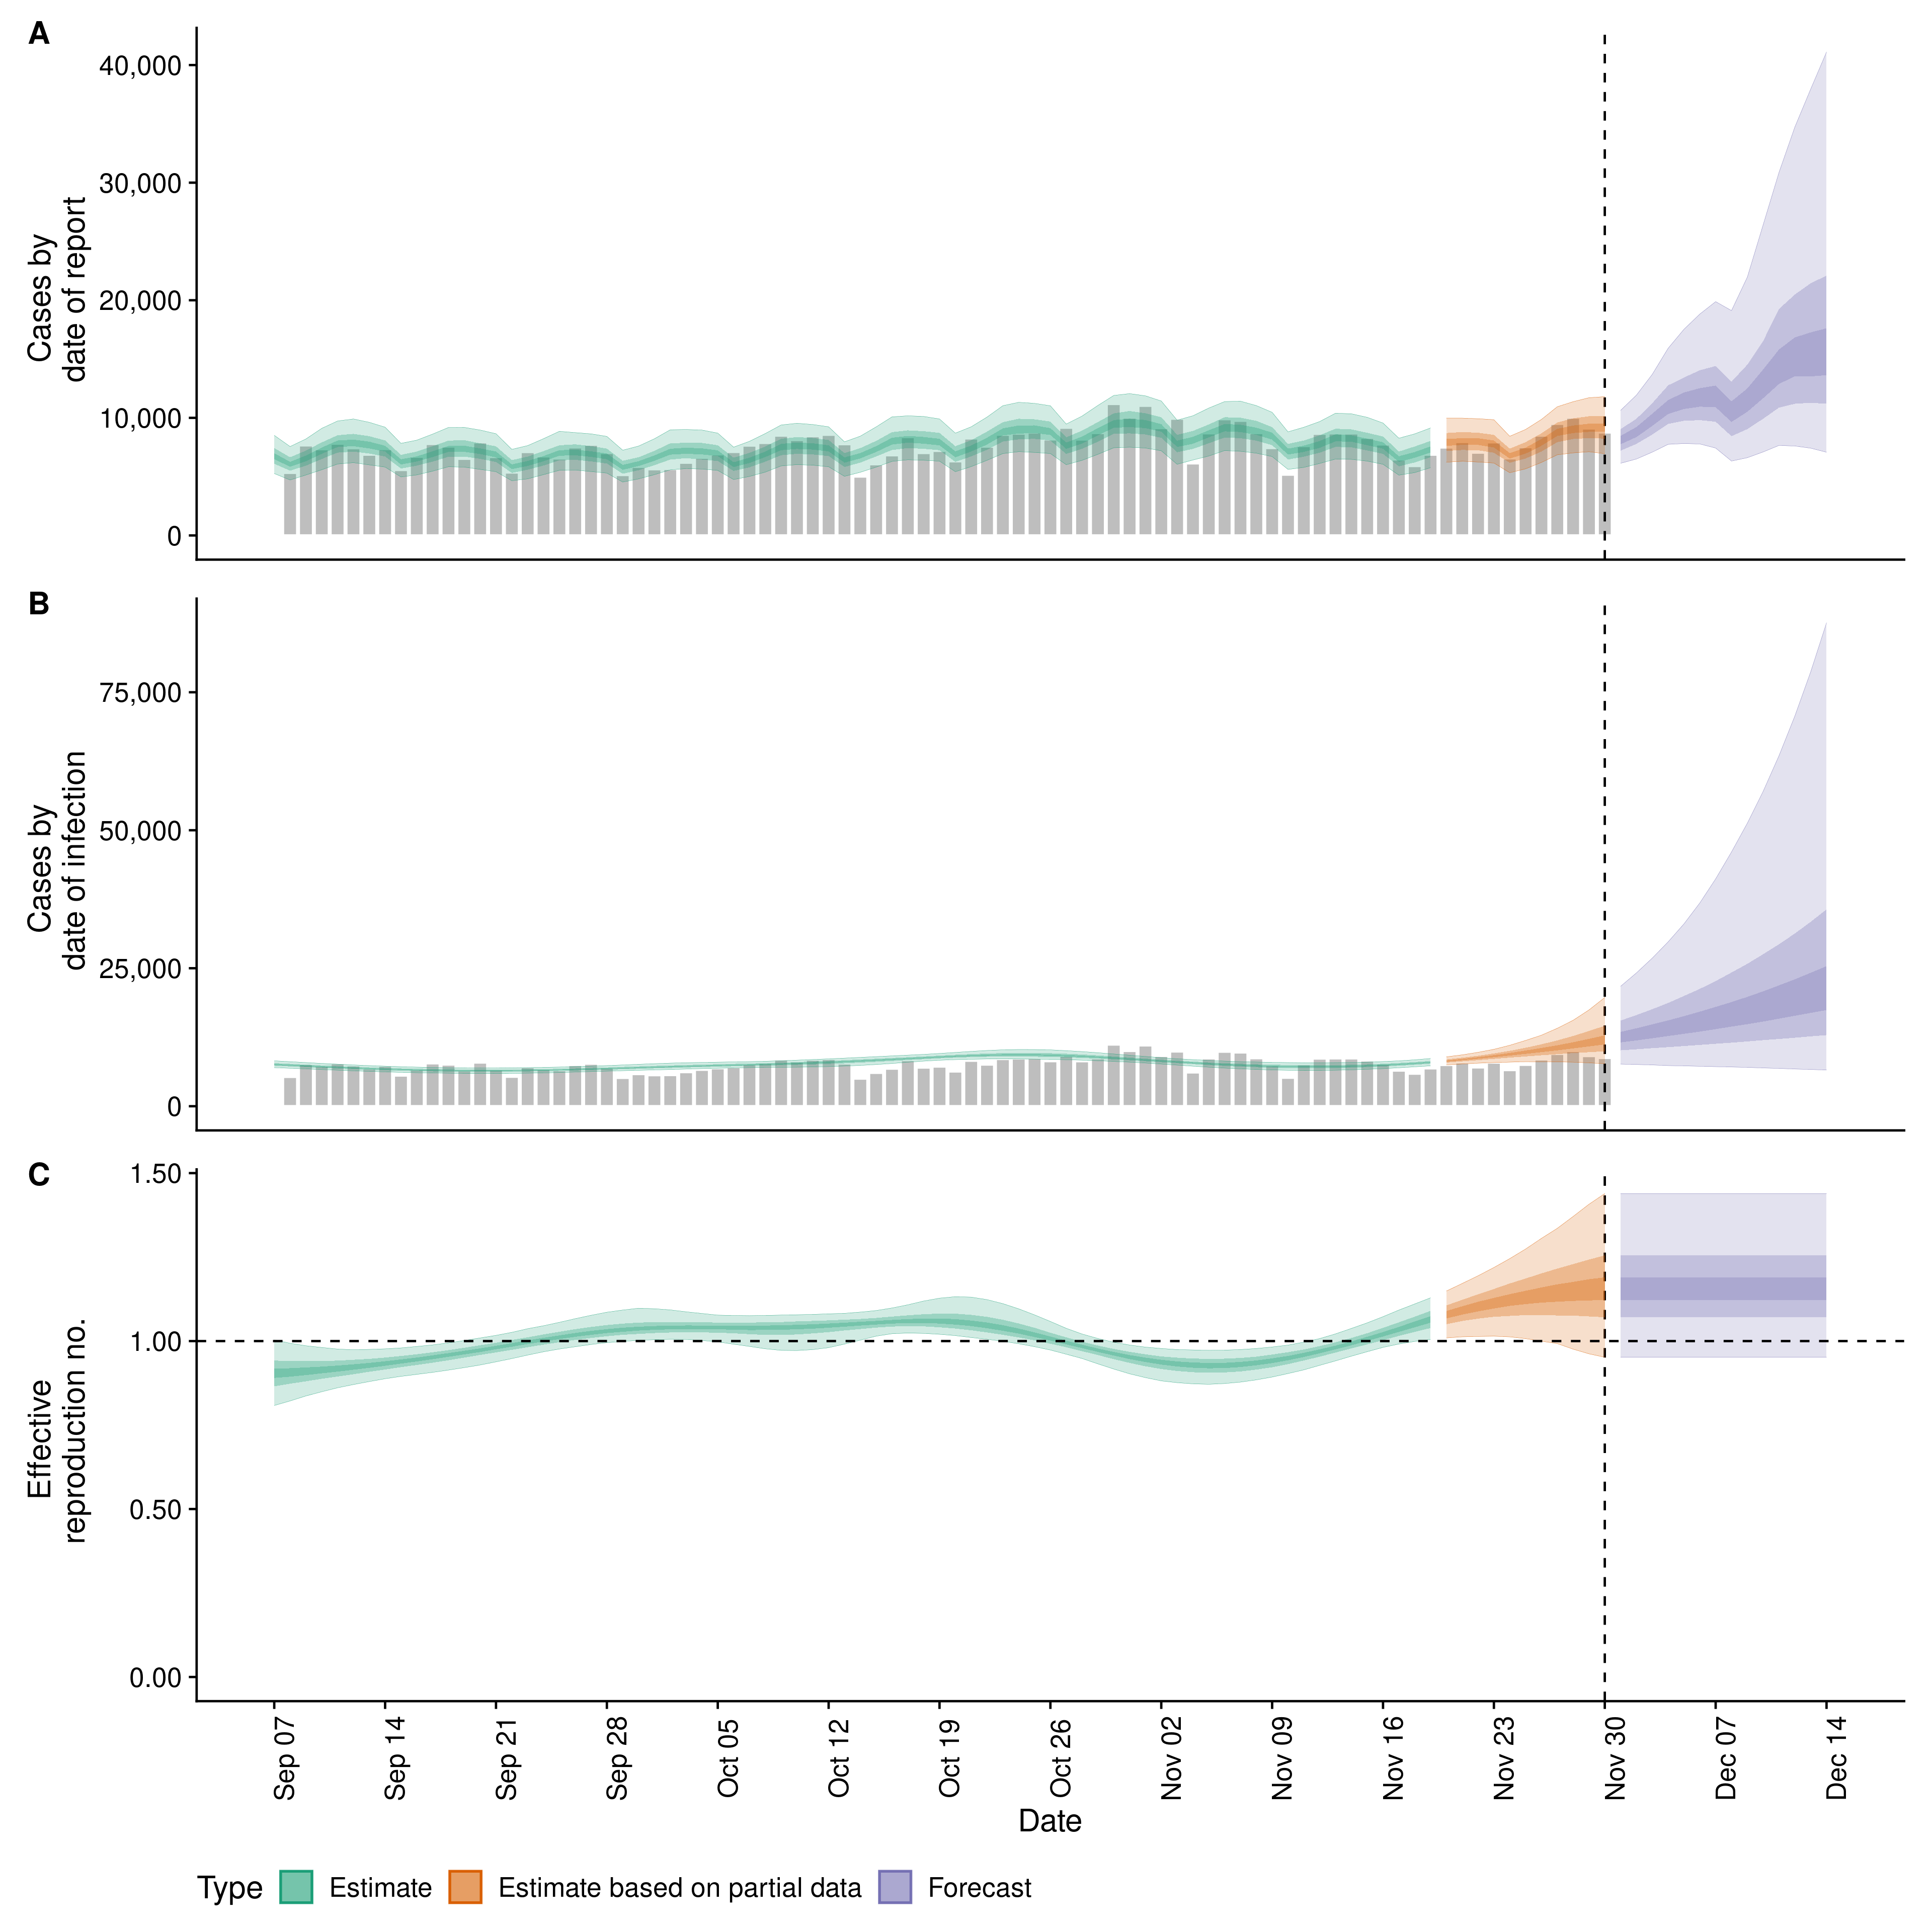 A
Cases by
date of report
40,000
30,000
20,000
10,000
0
B
Cases by
date of infection
75,000
50,000
25,000
0
C
Effective
reproduction no.
1.50
1.00
0.50
0.00
Sep 07
Sep 14
Sep 21
Sep 28
Oct 05
Oct 12
Oct 19
Oct 26
Nov 02
Nov 09
Nov 16
Nov 23
Nov 30
Dec 07
Dec 14
Date
Type Estimate Estimate based on partial data Forecast